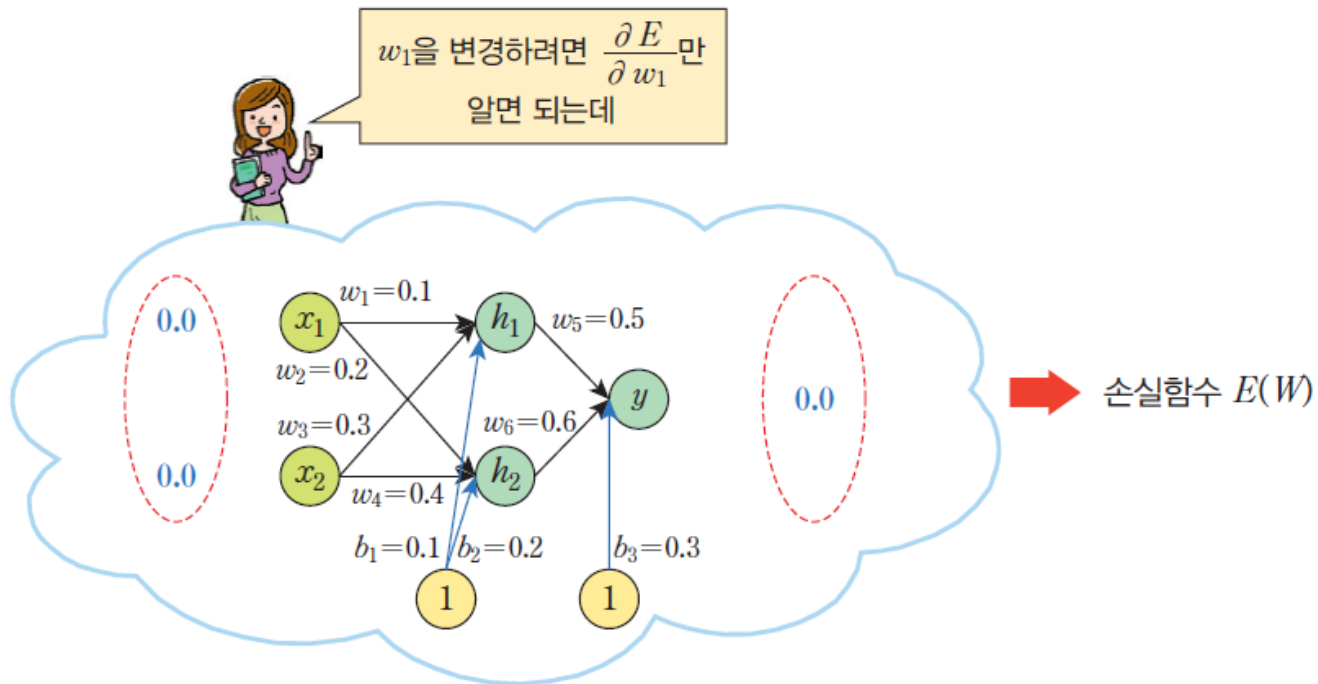 w₁을 변경하려면 ∂E/∂w₁만
알면 되는데
0.0
x₁
w₁=0.1
h₁
w₅=0.5
w₂=0.2
y
0.0
손실함수 E(W)
w₃=0.3
w₆=0.6
0.0
x₂
w₄=0.4
h₂
b₁=0.1
b₂=0.2
b₃=0.3
1
1